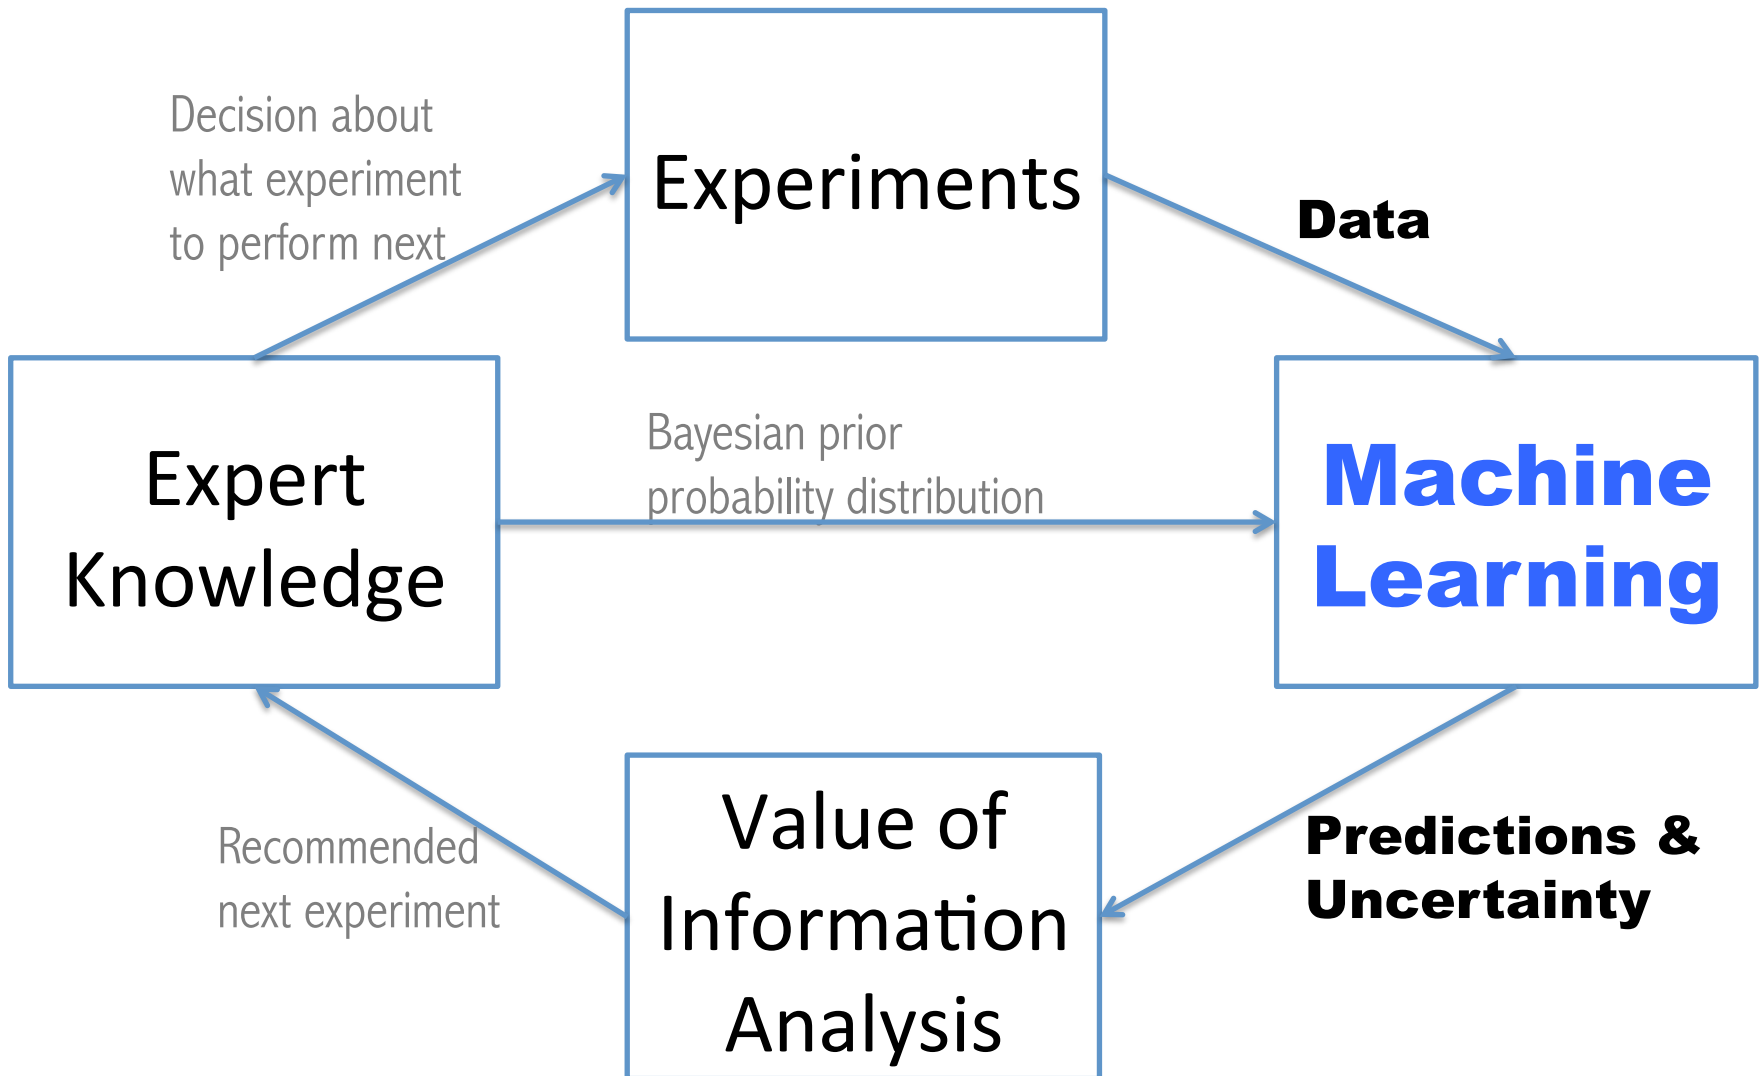 Decision about
what experiment
to perform next
Experiments
Data
Expert
Knowledge
Bayesian prior
probability distribution
Machine
Learning
Recommended
next experiment
Value of
Information
Analysis
Predictions &
Uncertainty